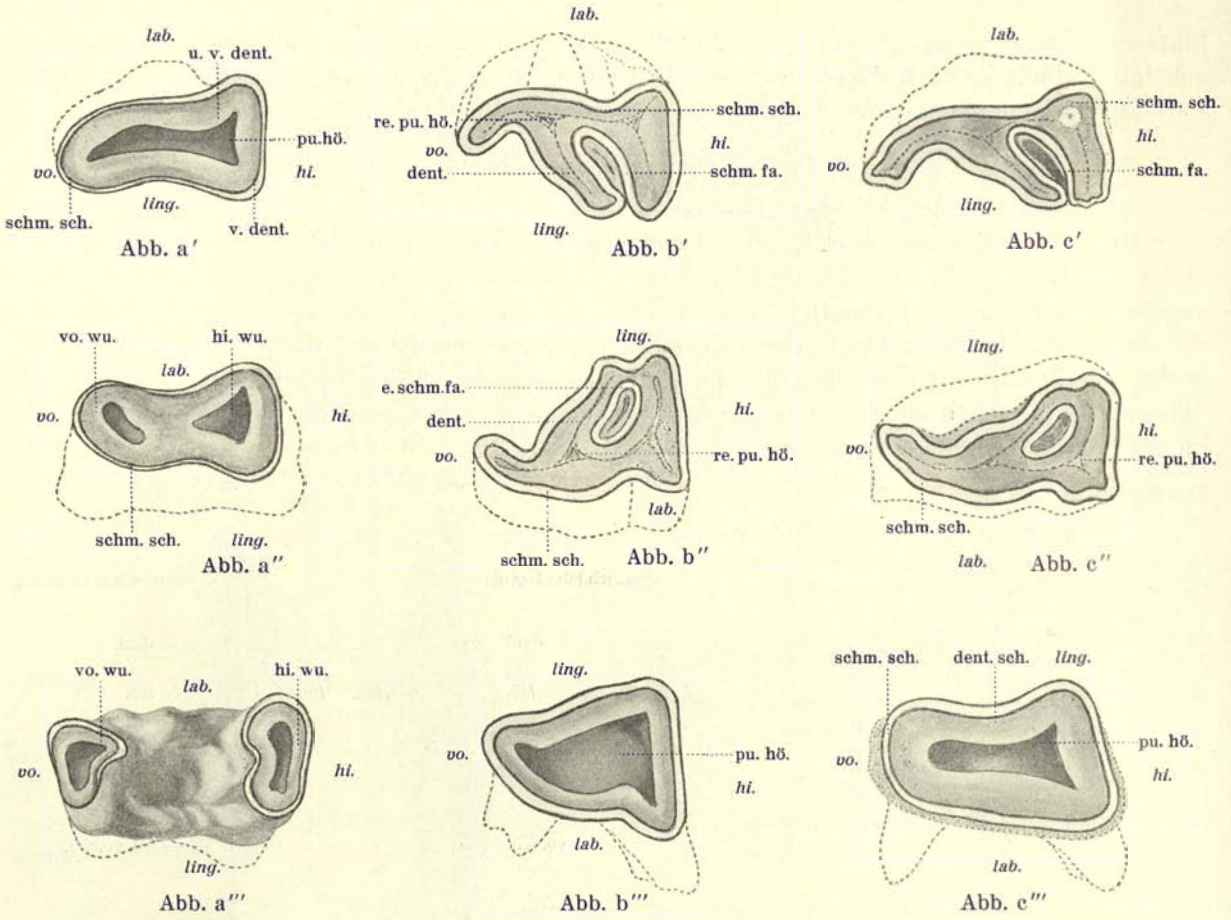 lab.
u. v. dent.
pu.hö.
vo.
hi.
schm. sch.
ling.
v. dent.
Abb. a′
lab.
re. pu. hö.
schm. sch.
vo.
hi.
dent.
schm. fa.
ling.
Abb. b′
lab.
schm. sch.
hi.
vo.
schm. fa.
ling.
Abb. c′
vo. wu.
hi. wu.
lab.
vo.
hi.
schm. sch.
ling.
Abb. a″
ling.
e. schm.fa.
hi.
dent.
vo.
re. pu. hö.
lab.
schm. sch.
Abb. b″
ling.
hi.
vo.
re. pu. hö.
schm. sch.
lab.
Abb. c″
vo. wu.
hi. wu.
lab.
vo.
hi.
ling.
Abb. a‴
ling.
vo.
pu. hö.
hi.
lab.
Abb. b‴
schm. sch.
dent. sch.
ling.
pu. hö.
vo.
hi.
lab.
Abb. c‴